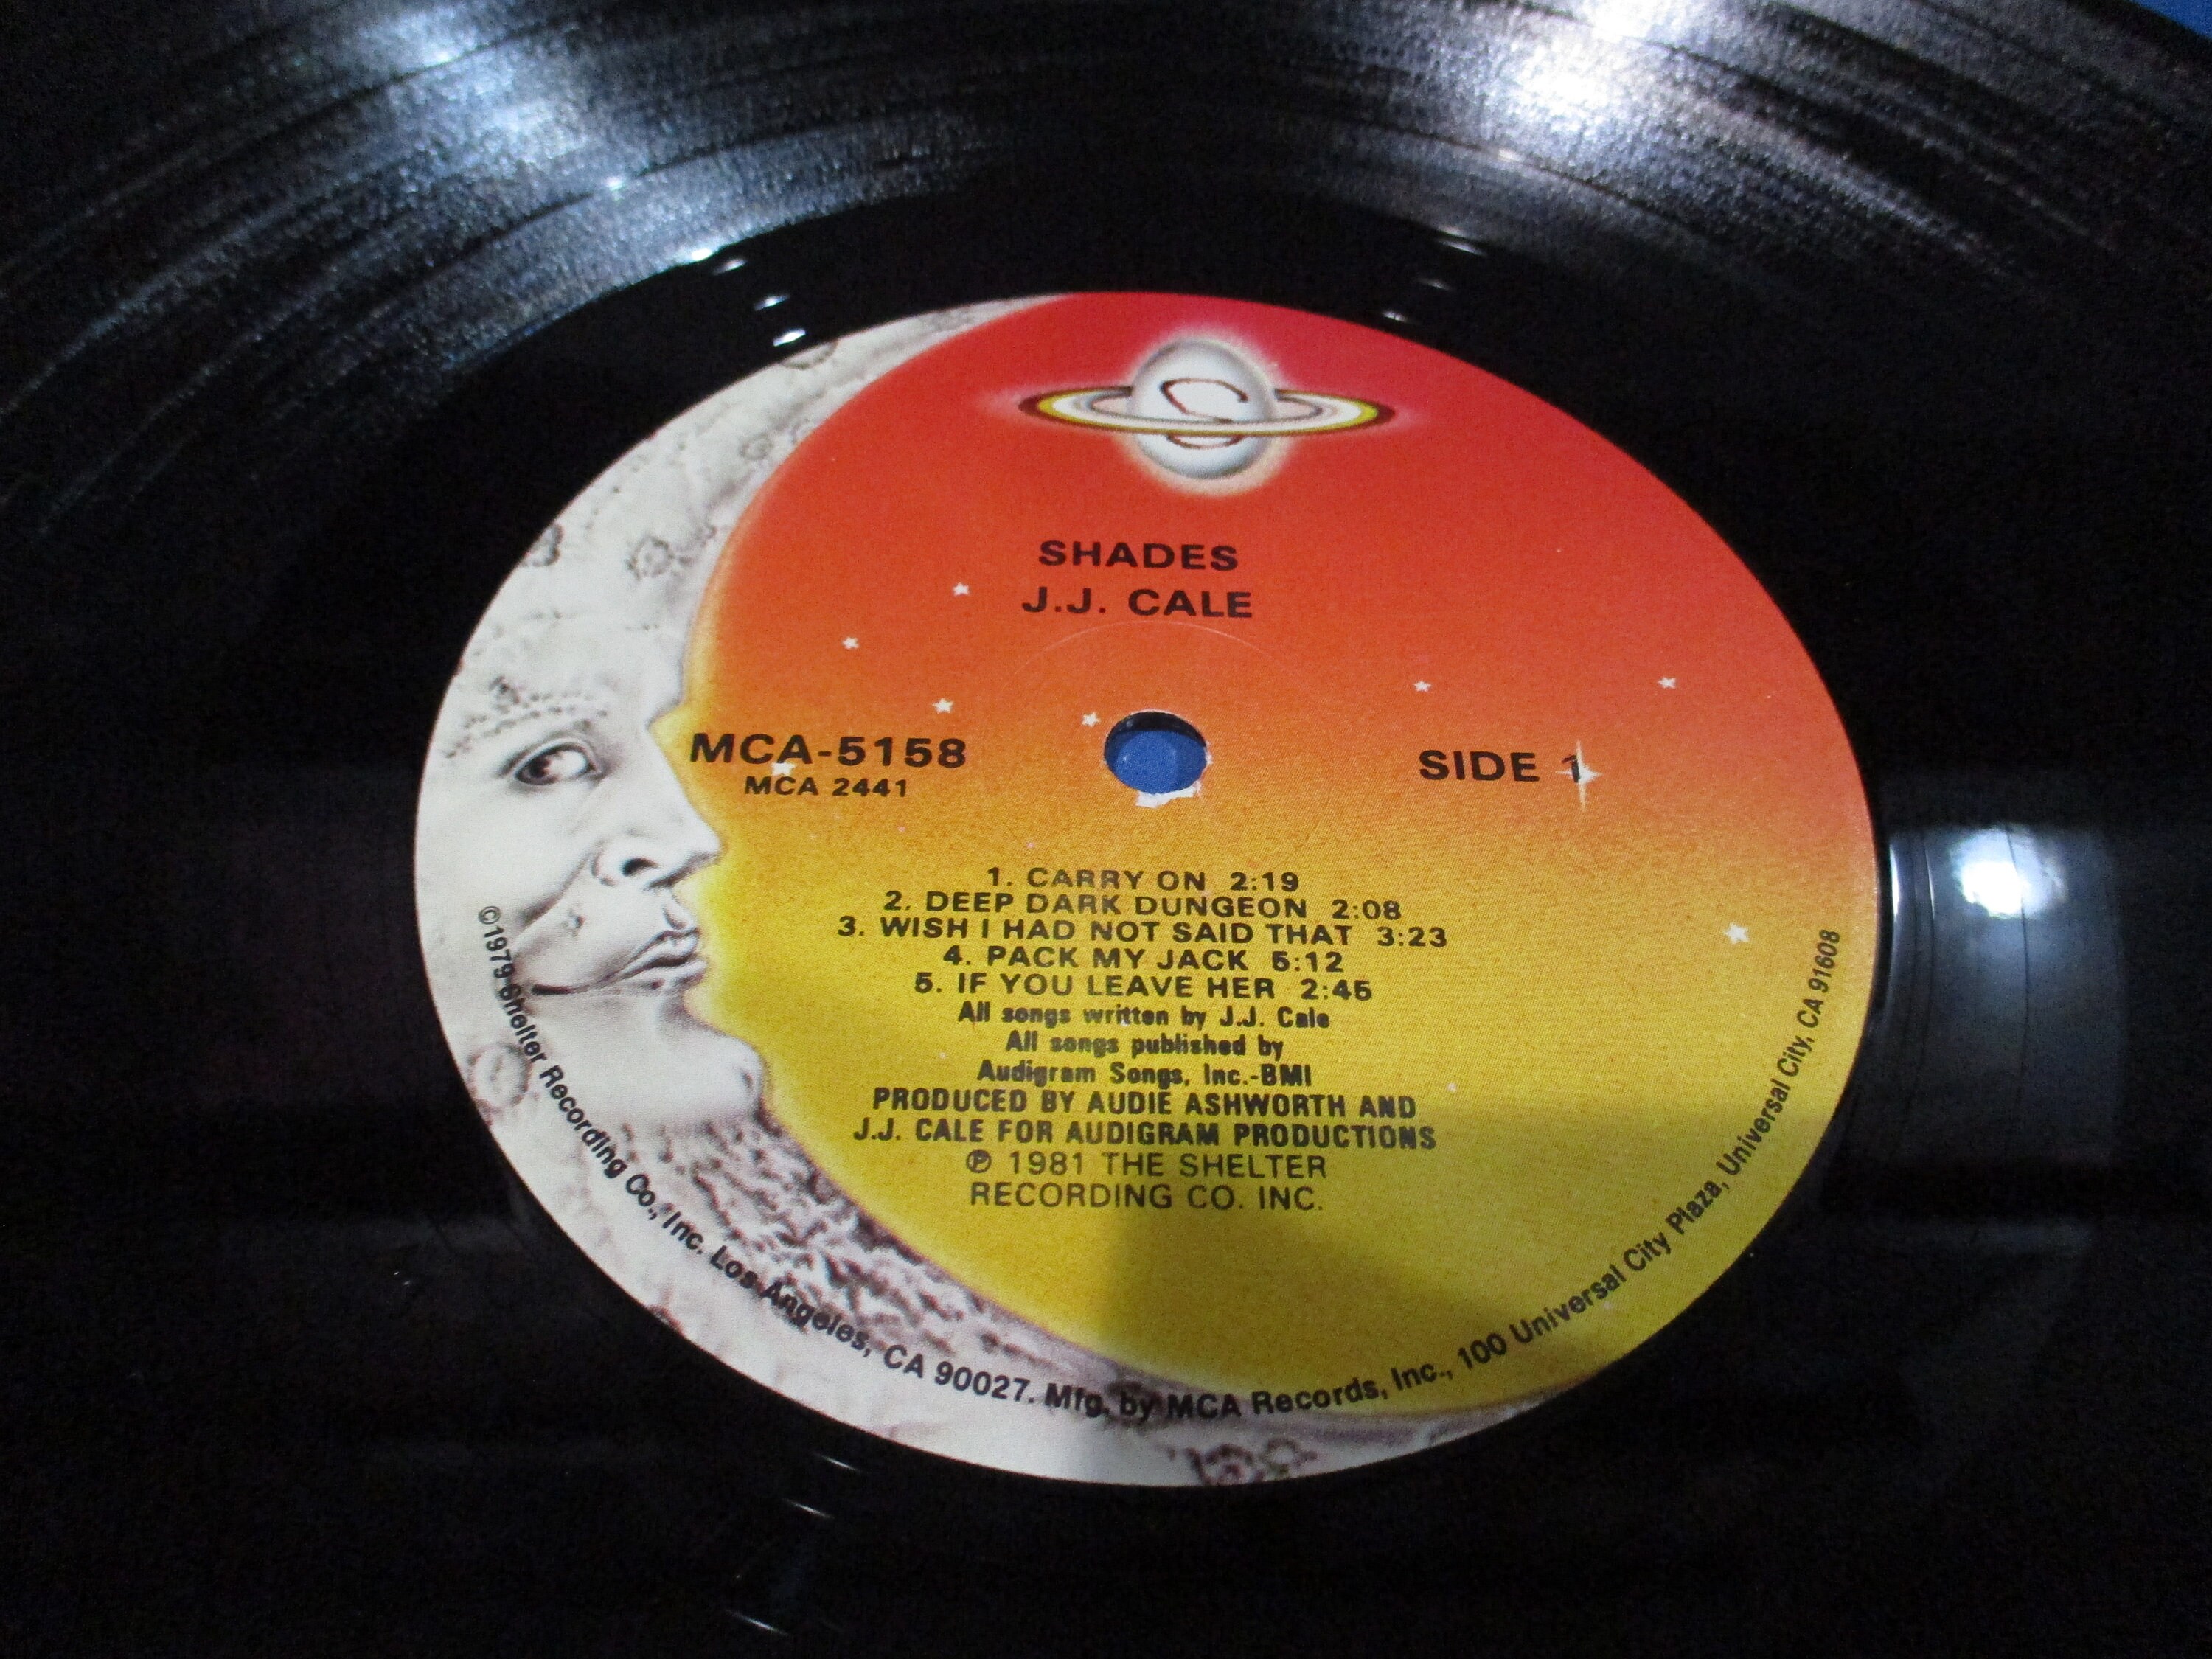 SHADES
J.J. CALE
MCA-5158
MCA 2441
SIDE 1
1. CARRY ON 2:19
2. DEEP DARK DUNGEON 2:08
3. WISH I HAD NOT SAID THAT 3:23
4. PACK MY JACK 5:12
5. IF YOU LEAVE HER 2:45
All songs written by J.J. Cale
All songs published by
Audigram Songs, Inc.-BMI
PRODUCED BY AUDIE ASHWORTH AND
J.J. CALE FOR AUDIGRAM PRODUCTIONS
℗ 1981 THE SHELTER
RECORDING CO. INC.
©1979 Shelter Recording Co., Inc. Los Angeles, CA 90027. Mfg. by MCA Records, Inc., 100 Universal City Plaza, Universal City, CA 91608